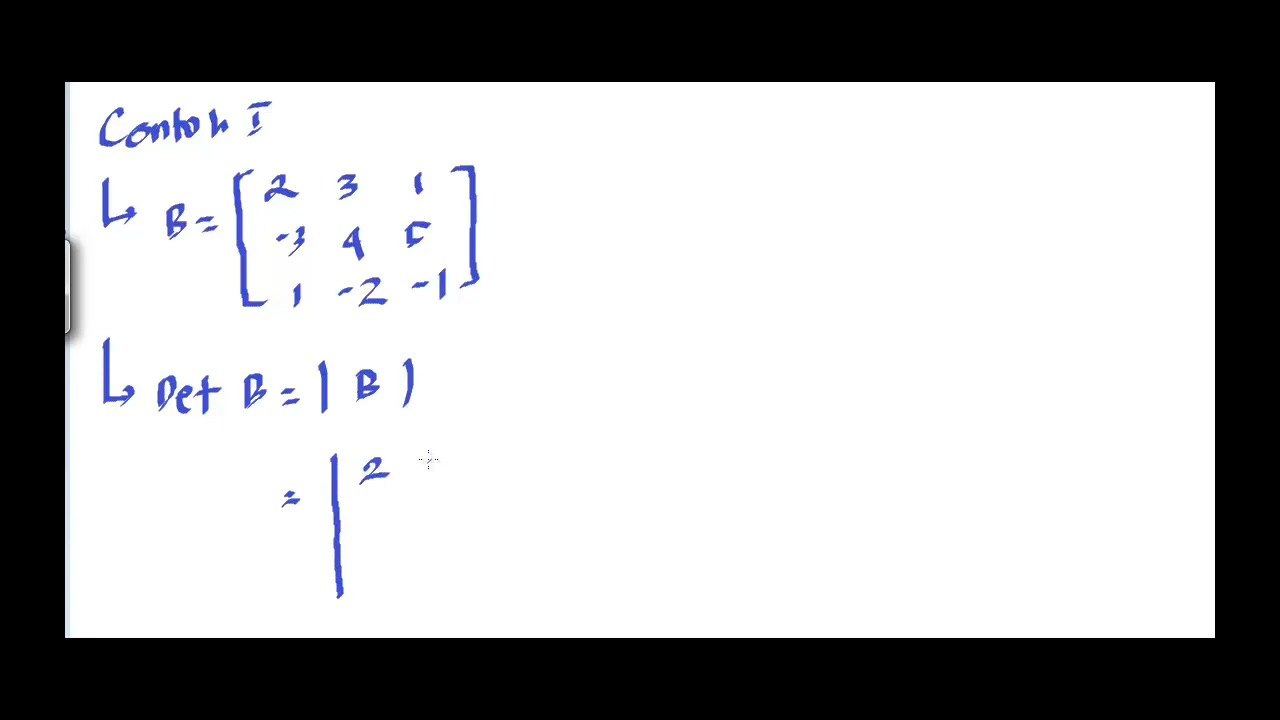 Contoh I
↳ B = [ 2 3 1
-3 4 5
1 -2 -1 ]
↳ Det B = | B |
= | 2